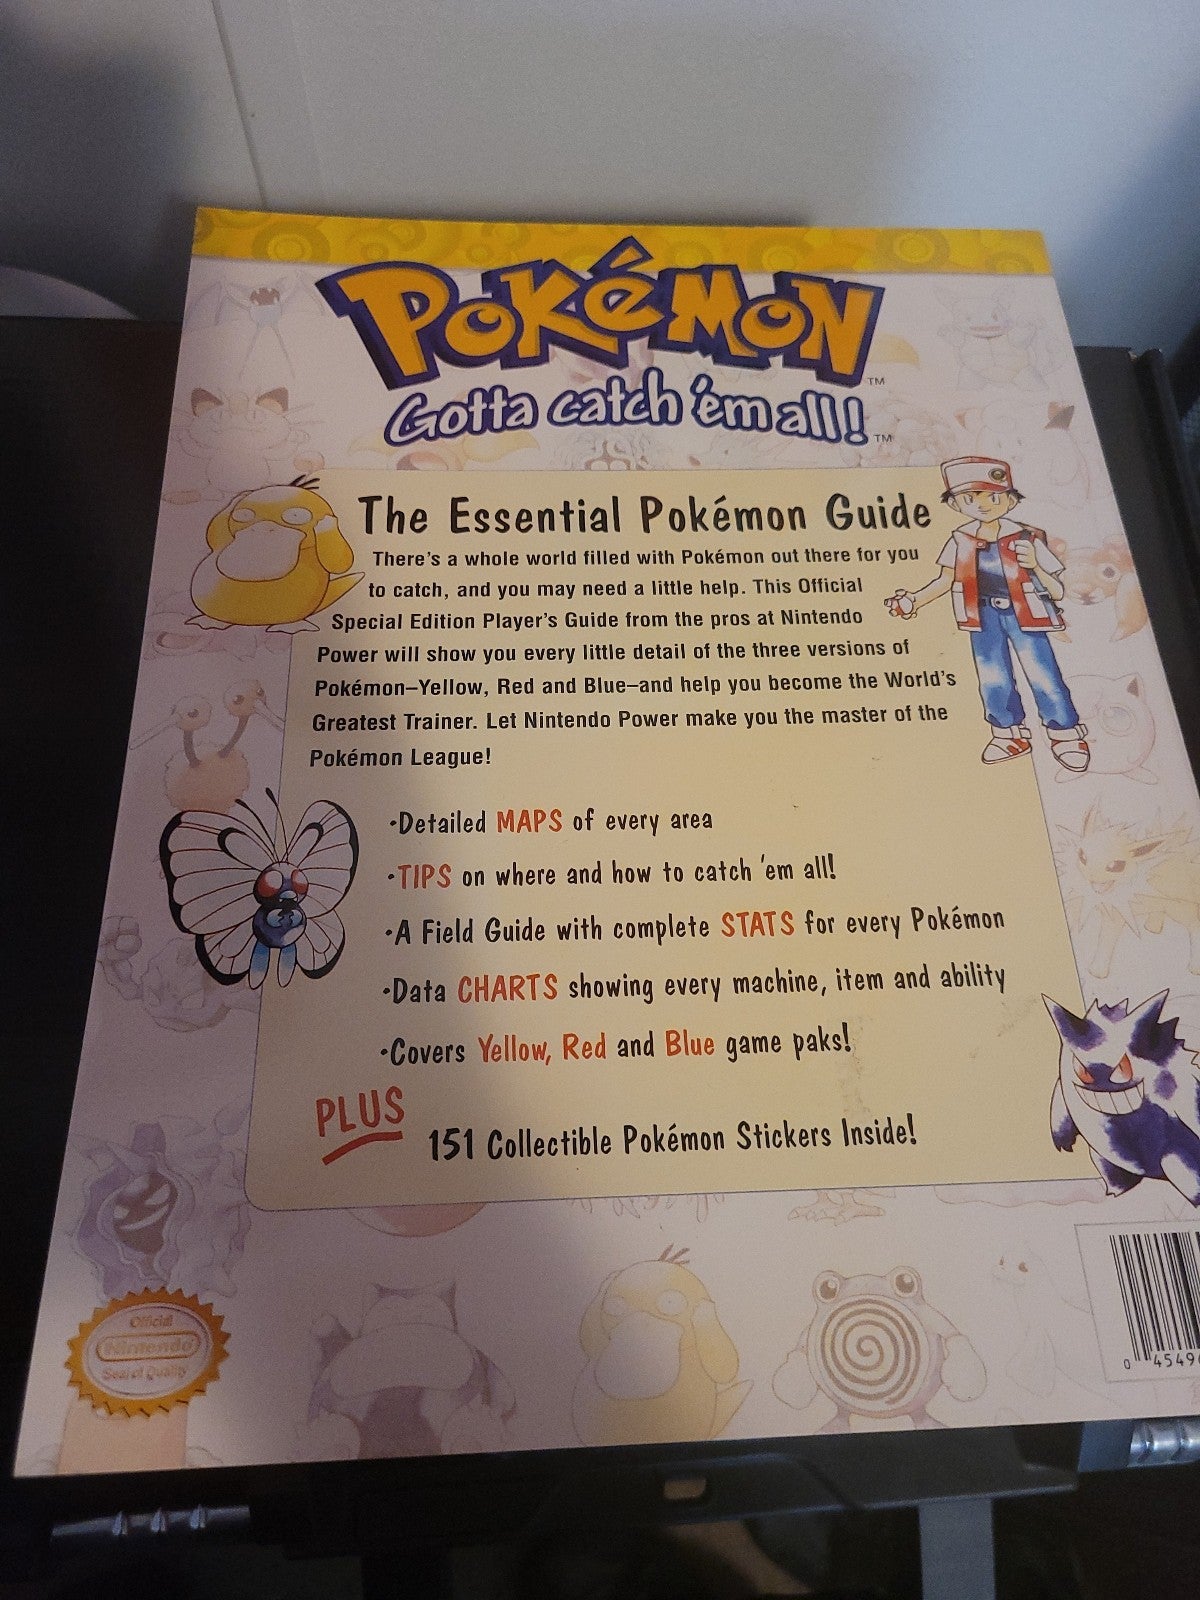 POKéMON TM
Gotta catch 'em all! TM
The Essential Pokémon Guide
There's a whole world filled with Pokémon out there for you
to catch, and you may need a little help. This Official
Special Edition Player's Guide from the pros at Nintendo
Power will show you every little detail of the three versions of
Pokémon–Yellow, Red and Blue–and help you become the World's
Greatest Trainer. Let Nintendo Power make you the master of the
Pokémon League!
•Detailed MAPS of every area
•TIPS on where and how to catch 'em all!
•A Field Guide with complete STATS for every Pokémon
•Data CHARTS showing every machine, item and ability
•Covers Yellow, Red and Blue game paks!
PLUS
151 Collectible Pokémon Stickers Inside!
Official
Nintendo
Seal of Quality
0 4549